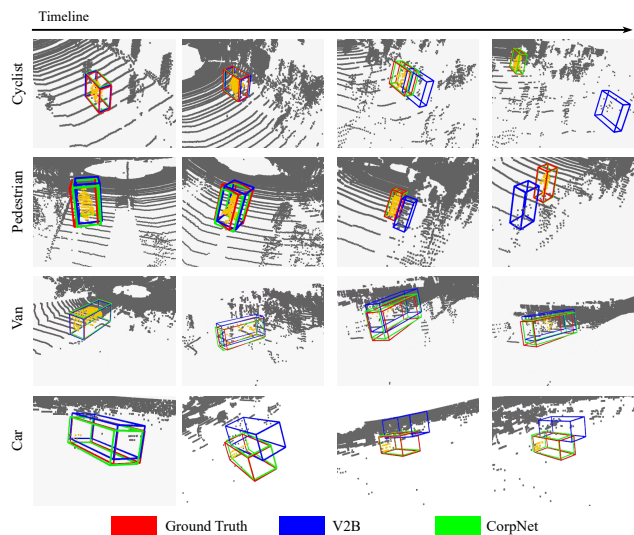 Timeline
Cyclist
Pedestrian
Van
Car
Ground Truth
V2B
CorpNet